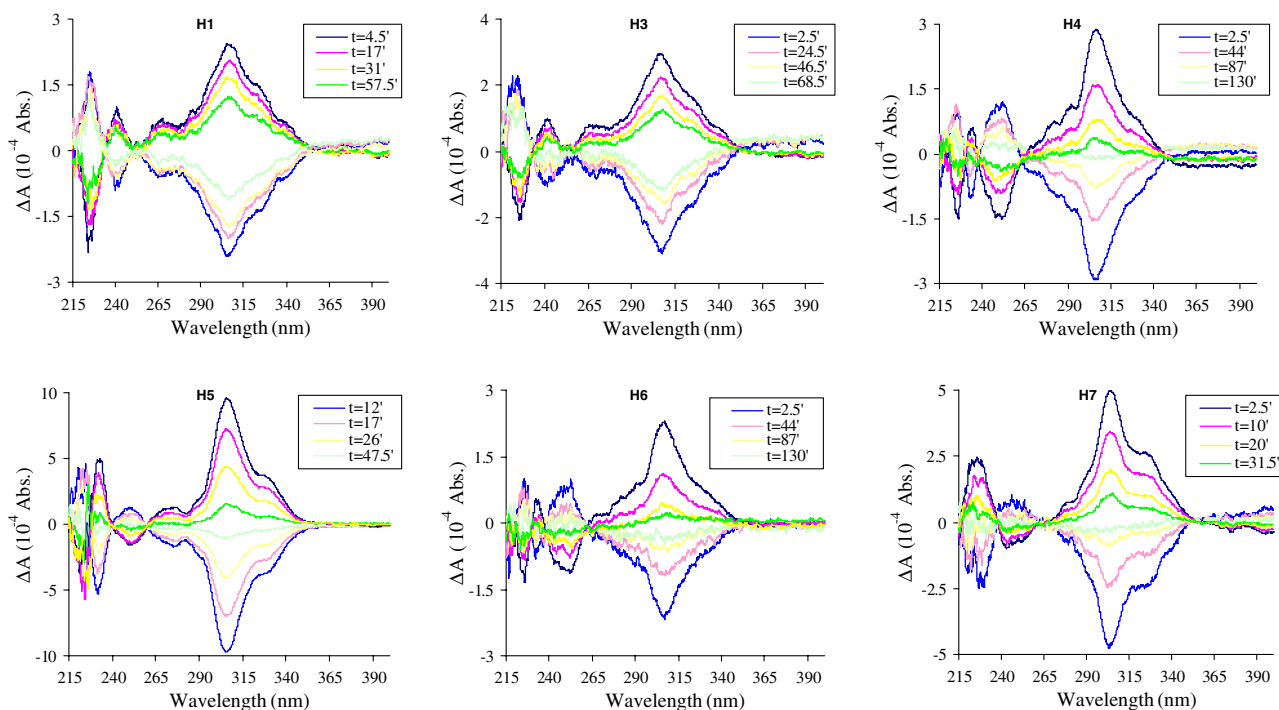 H1
3
1.5
0
-1.5
-3
ΔA (10⁻⁴ Abs.)
t=4.5'
t=17'
t=31'
t=57.5'
215 240 265 290 315 340 365 390
Wavelength (nm)
H3
4
2
0
-2
-4
ΔA (10⁻⁴ Abs.)
t=2.5'
t=24.5'
t=46.5'
t=68.5'
215 240 265 290 315 340 365 390
Wavelength (nm)
H4
3
1.5
0
-1.5
-3
ΔA (10⁻⁴ Abs.)
t=2.5'
t=44'
t=87'
t=130'
215 240 265 290 315 340 365 390
Wavelength (nm)
H5
10
5
0
-5
-10
ΔA (10⁻⁴ Abs.)
t=12'
t=17'
t=26'
t=47.5'
215 240 265 290 315 340 365 390
Wavelength (nm)
H6
3
1.5
0
-1.5
-3
ΔA ( 10⁻⁴ Abs.)
t=2.5'
t=44'
t=87'
t=130'
215 240 265 290 315 340 365 390
Wavelength (nm)
H7
5
2.5
0
-2.5
-5
ΔA (10⁻⁴ Abs.)
t=2.5'
t=10'
t=20'
t=31.5'
215 240 265 290 315 340 365 390
Wavelength (nm)